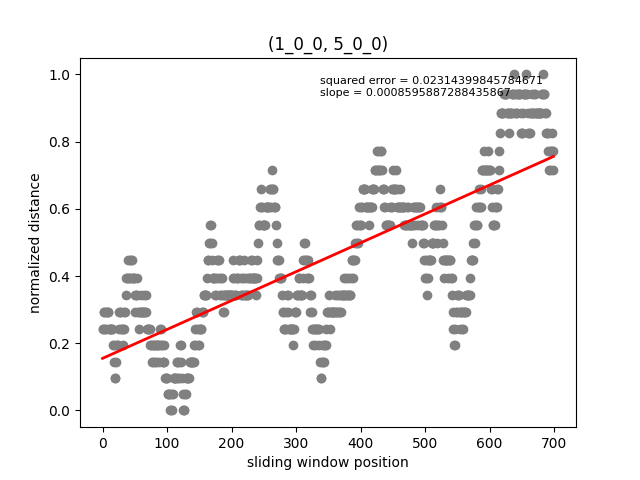 (1_0_0, 5_0_0)
squared error = 0.02314399845784671
slope = 0.0008595887288435867
1.0
0.8
0.6
0.4
0.2
0.0
normalized distance
0 100 200 300 400 500 600 700
sliding window position